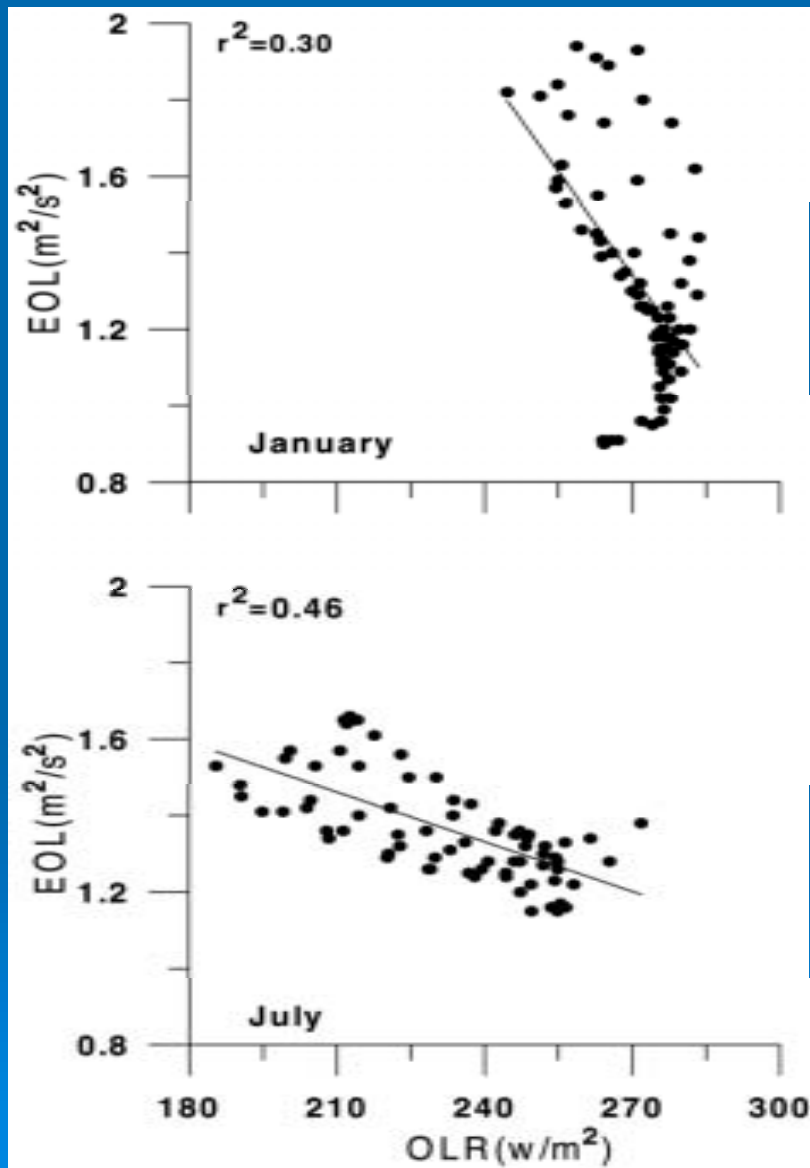 2
r²=0.30
1.6
EOL(m²/s²)
1.2
January
0.8
2
r²=0.46
1.6
EOL(m²/s²)
1.2
July
0.8
180 210 240 270 300
OLR(w/m²)